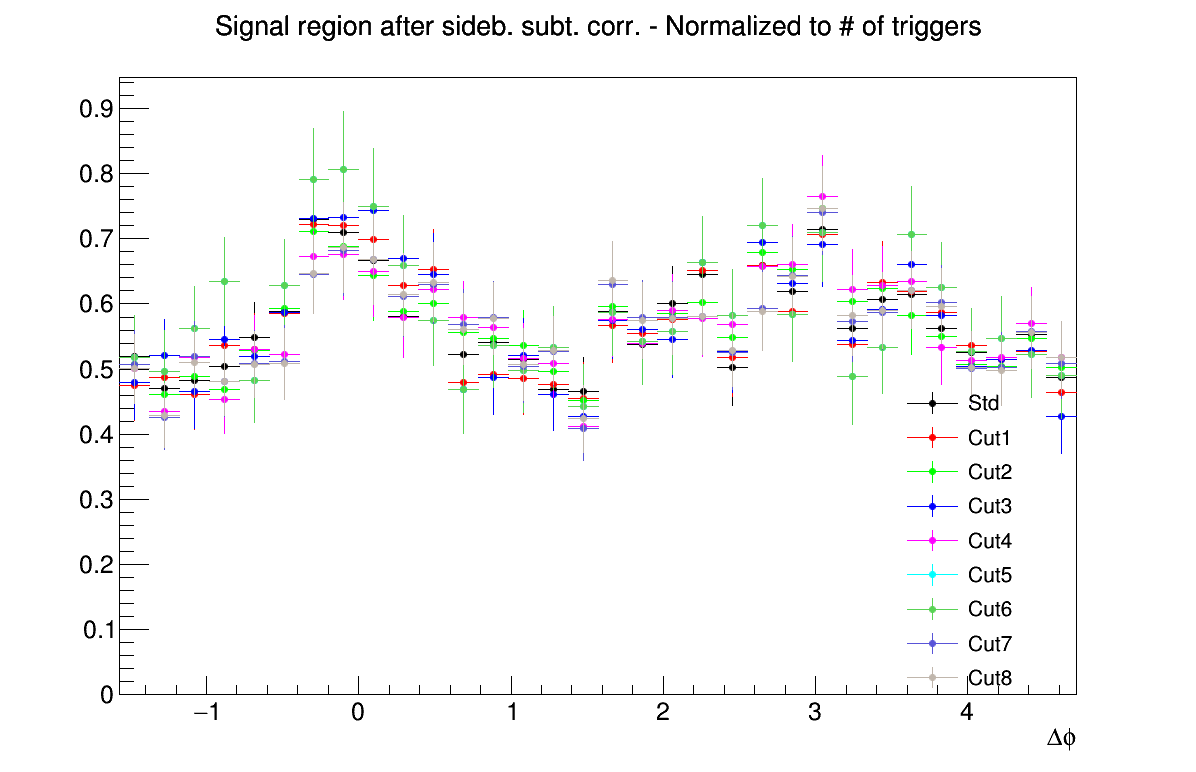 Signal region after sideb. subt. corr. - Normalized to # of triggers
0.9
0.8
0.7
0.6
0.5
0.4
0.3
0.2
0.1
0
Std
Cut1
Cut2
Cut3
Cut4
Cut5
Cut6
Cut7
Cut8
−1 0 1 2 3 4
Δϕ